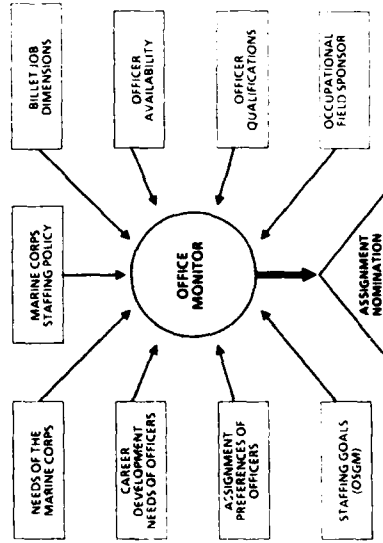 NEEDS OF THE
MARINE CORPS
MARINE CORPS
STAFFING POLICY
BILLET JOB
DIMENSIONS
CAREER
DEVELOPMENT
NEEDS OF OFFICERS
OFFICE
MONITOR
OFFICER
AVAILABILITY
ASSIGNMENT
PREFERENCES OF
OFFICERS
OFFICER
QUALIFICATIONS
STAFFING GOALS
(OSGM)
ASSIGNMENT
NOMINATION
OCCUPATIONAL
FIELD SPONSOR